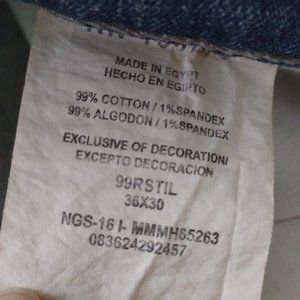 MADE IN EGYPT
HECHO EN EGIPTO
99% COTTON / 1%SPANDEX
99% ALGODON / 1%SPANDEX
EXCLUSIVE OF DECORATION/
EXCEPTO DECORACION
99RSTIL
36X30
NGS-16 I- MMMH65263
083624292457